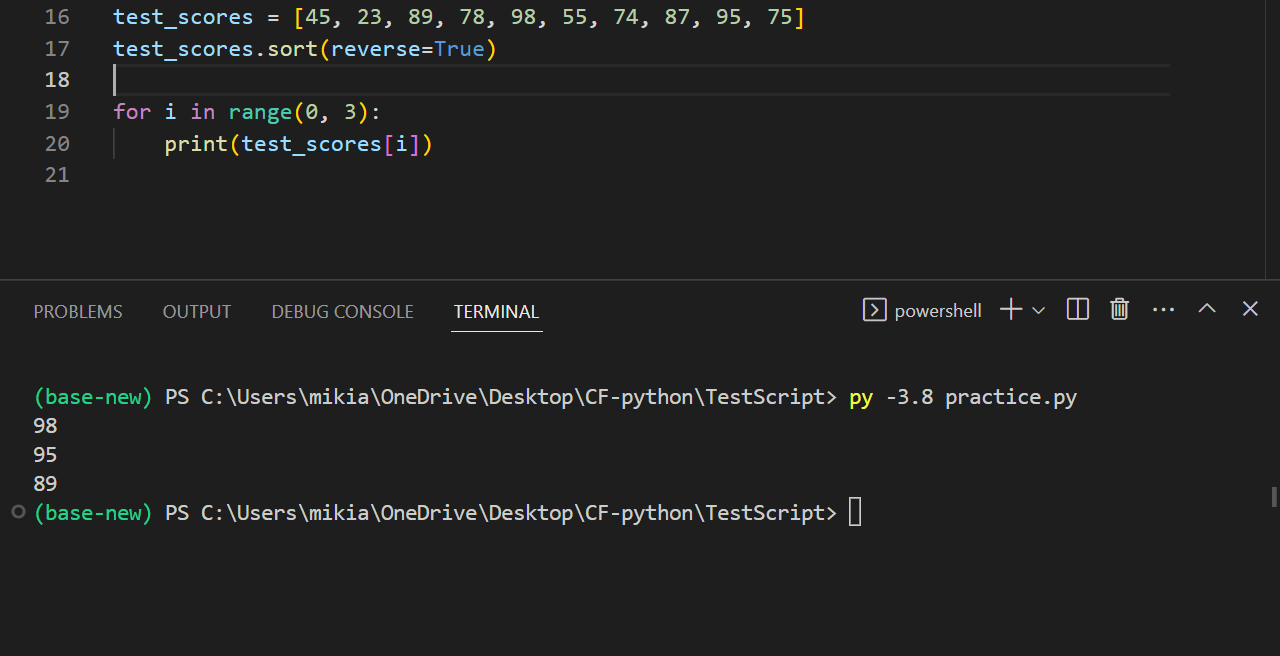 16 test_scores = [45, 23, 89, 78, 98, 55, 74, 87, 95, 75]
17 test_scores.sort(reverse=True)
18
19 for i in range(0, 3):
20     print(test_scores[i])
21
PROBLEMS OUTPUT DEBUG CONSOLE TERMINAL powershell
(base-new) PS C:\Users\mikia\OneDrive\Desktop\CF-python\TestScript> py -3.8 practice.py
98
95
89
(base-new) PS C:\Users\mikia\OneDrive\Desktop\CF-python\TestScript>